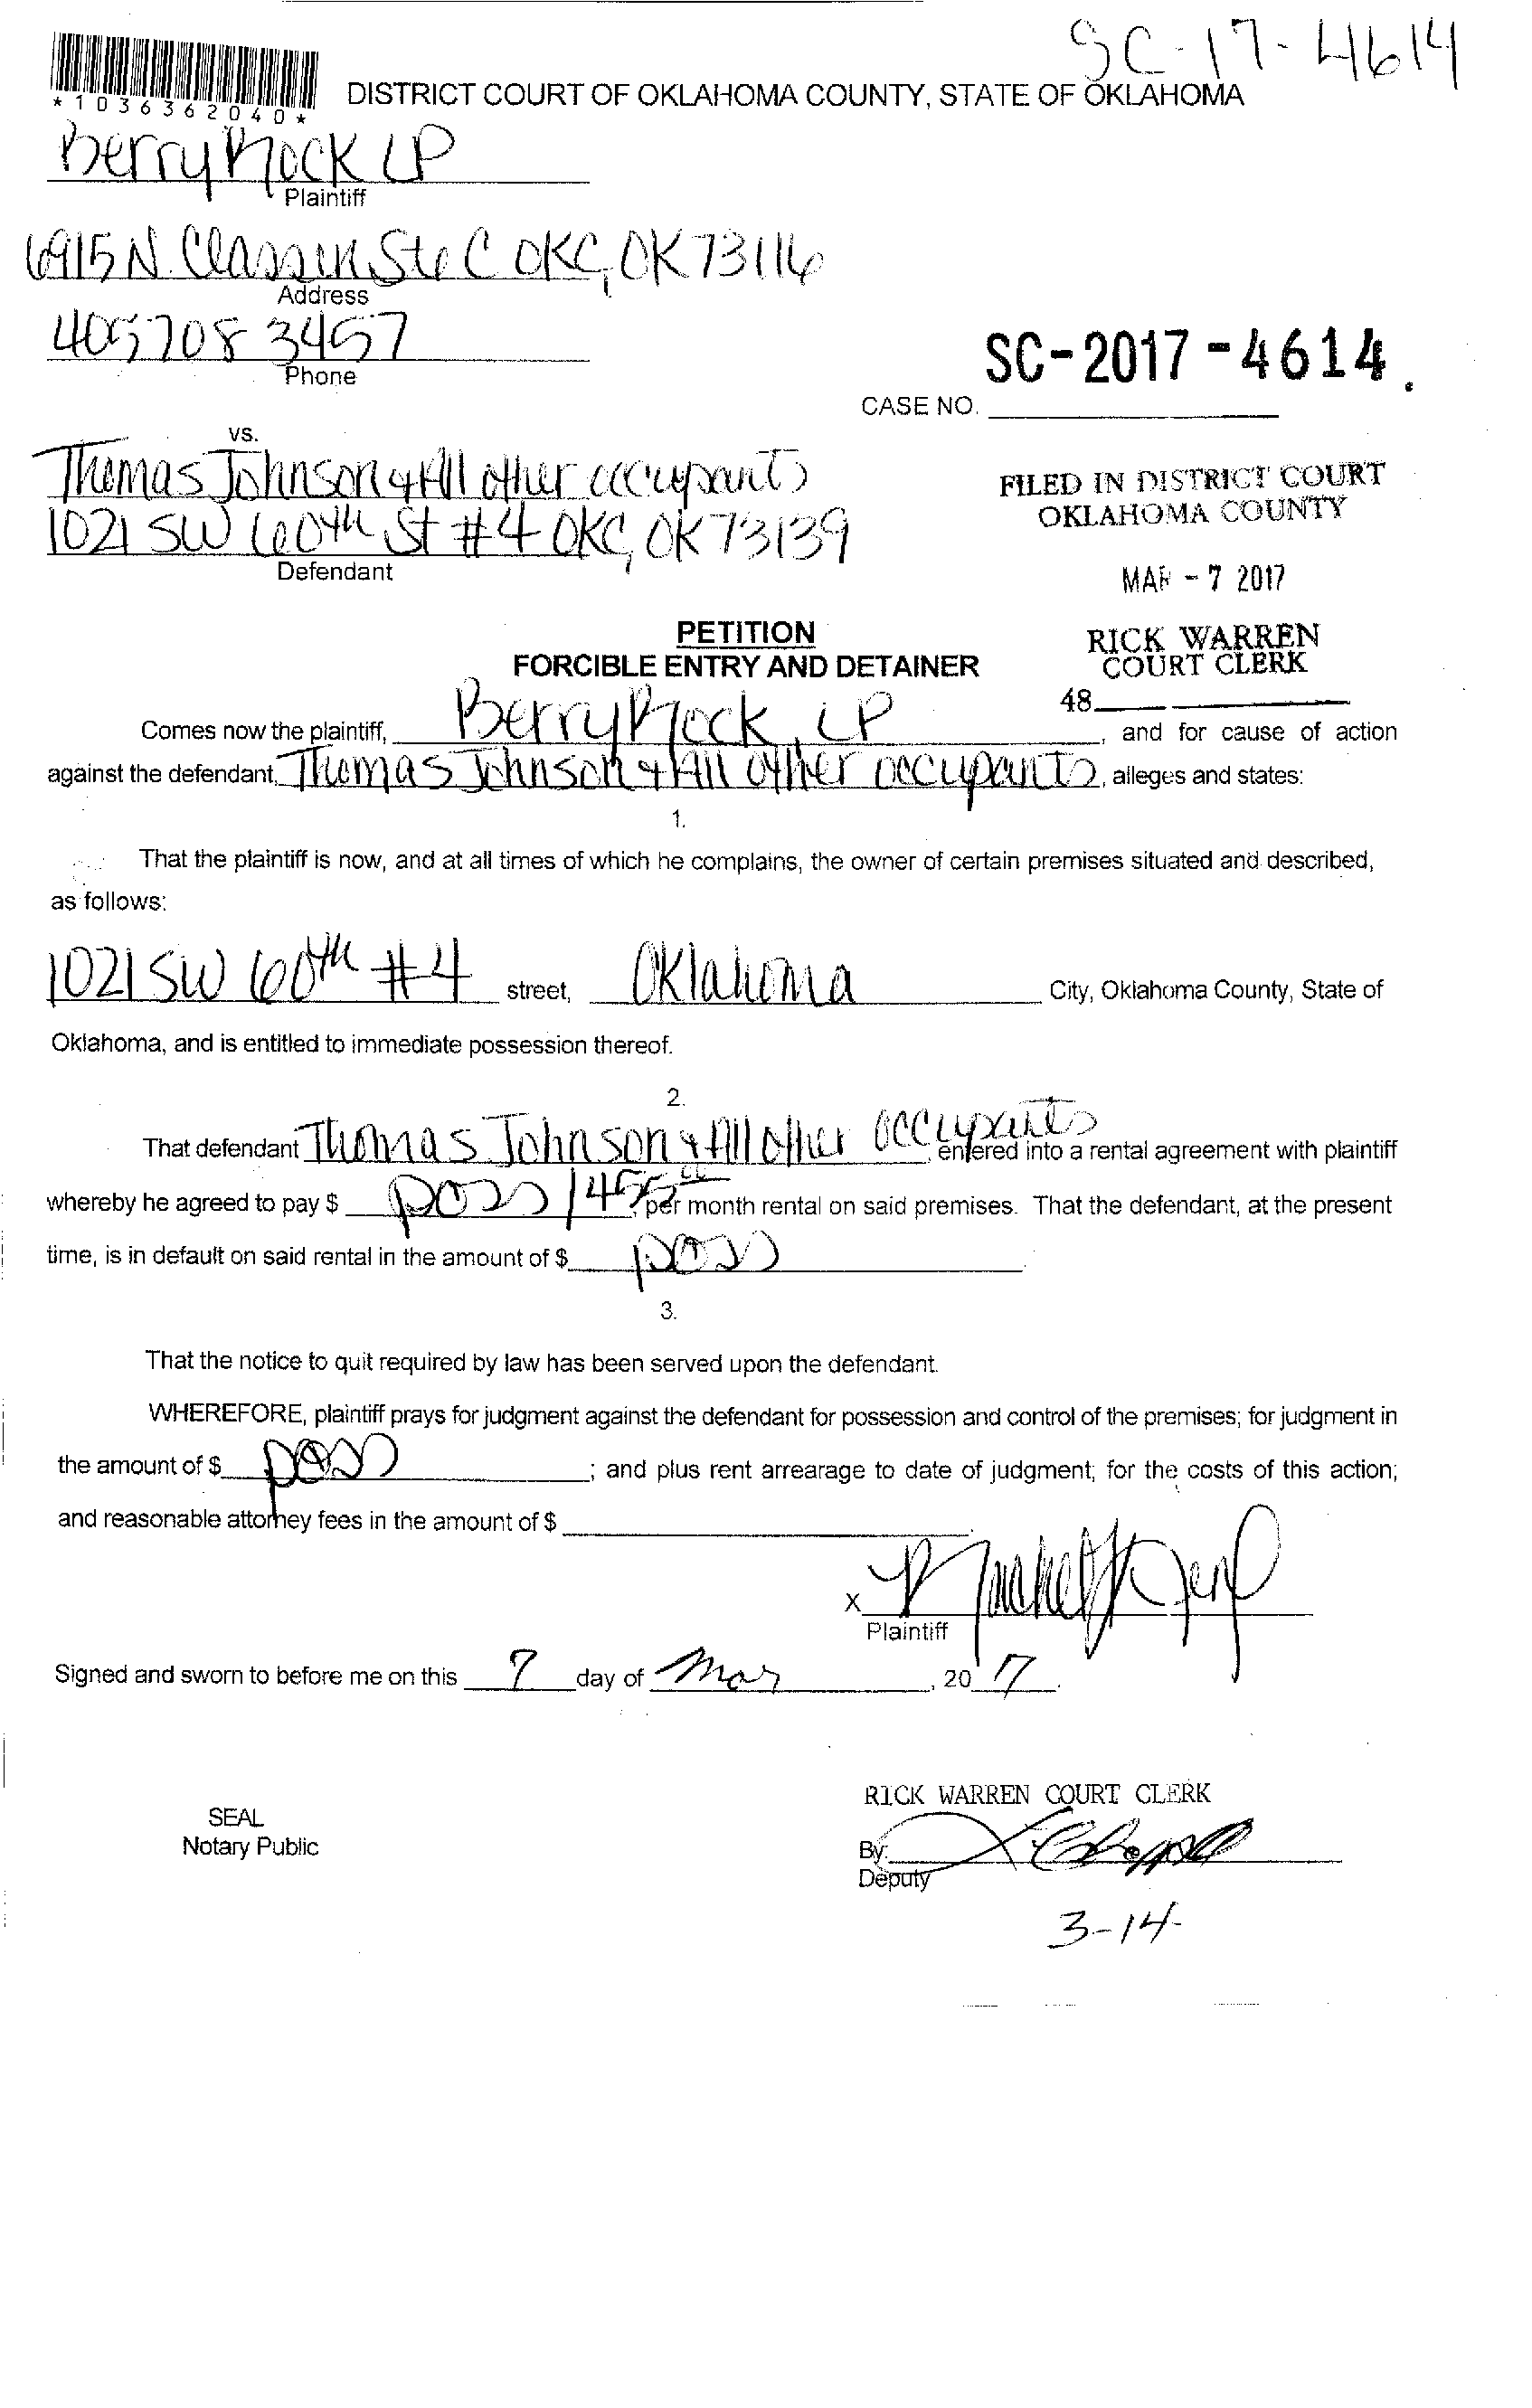 SC-17-4614
*1036362040*
DISTRICT COURT OF OKLAHOMA COUNTY, STATE OF OKLAHOMA
Berry Rock LP
Plaintiff
6915 N. Classen Ste C OKC, OK 73116
Address
405 708 3457
Phone
SC-2017-4614.
CASE NO.
vs.
Thomas Johnson & All other occupants
1021 SW 60th St #4 OKC, OK 73139
Defendant
FILED IN DISTRICT COURT
OKLAHOMA COUNTY
MAR - 7 2017
PETITION
FORCIBLE ENTRY AND DETAINER
RICK WARREN
COURT CLERK
48
Comes now the plaintiff, Berry Rock, LP, and for cause of action
against the defendant, Thomas Johnson & All other occupants, alleges and states:
1.
That the plaintiff is now, and at all times of which he complains, the owner of certain premises situated and described,
as follows:
1021 SW 60th #4 street, Oklahoma City, Oklahoma County, State of
Oklahoma, and is entitled to immediate possession thereof.
2.
That defendant Thomas Johnson & All other occupants, entered into a rental agreement with plaintiff
whereby he agreed to pay $ poss / 455, per month rental on said premises. That the defendant, at the present
time, is in default on said rental in the amount of $ poss
3.
That the notice to quit required by law has been served upon the defendant.
WHEREFORE, plaintiff prays for judgment against the defendant for possession and control of the premises; for judgment in
the amount of $ poss; and plus rent arrearage to date of judgment; for the costs of this action;
and reasonable attorney fees in the amount of $
X
Plaintiff
Signed and sworn to before me on this 7 day of Mar, 2017.
RICK WARREN COURT CLERK
SEAL
Notary Public
By:
Deputy
3-14